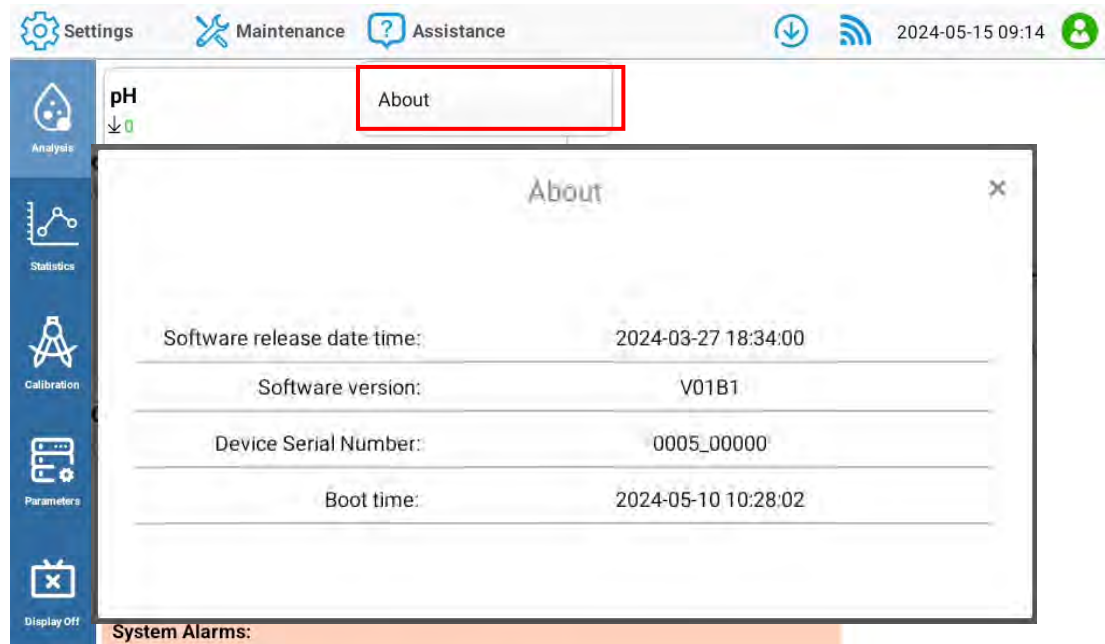 Settings Maintenance ? Assistance 2024-05-15 09:14
pH
0
About
Analysis
Statistics
Calibration
Parameters
Display Off
About ×
Software release date time: 2024-03-27 18:34:00
Software version: V01B1
Device Serial Number: 0005_00000
Boot time: 2024-05-10 10:28:02
System Alarms: